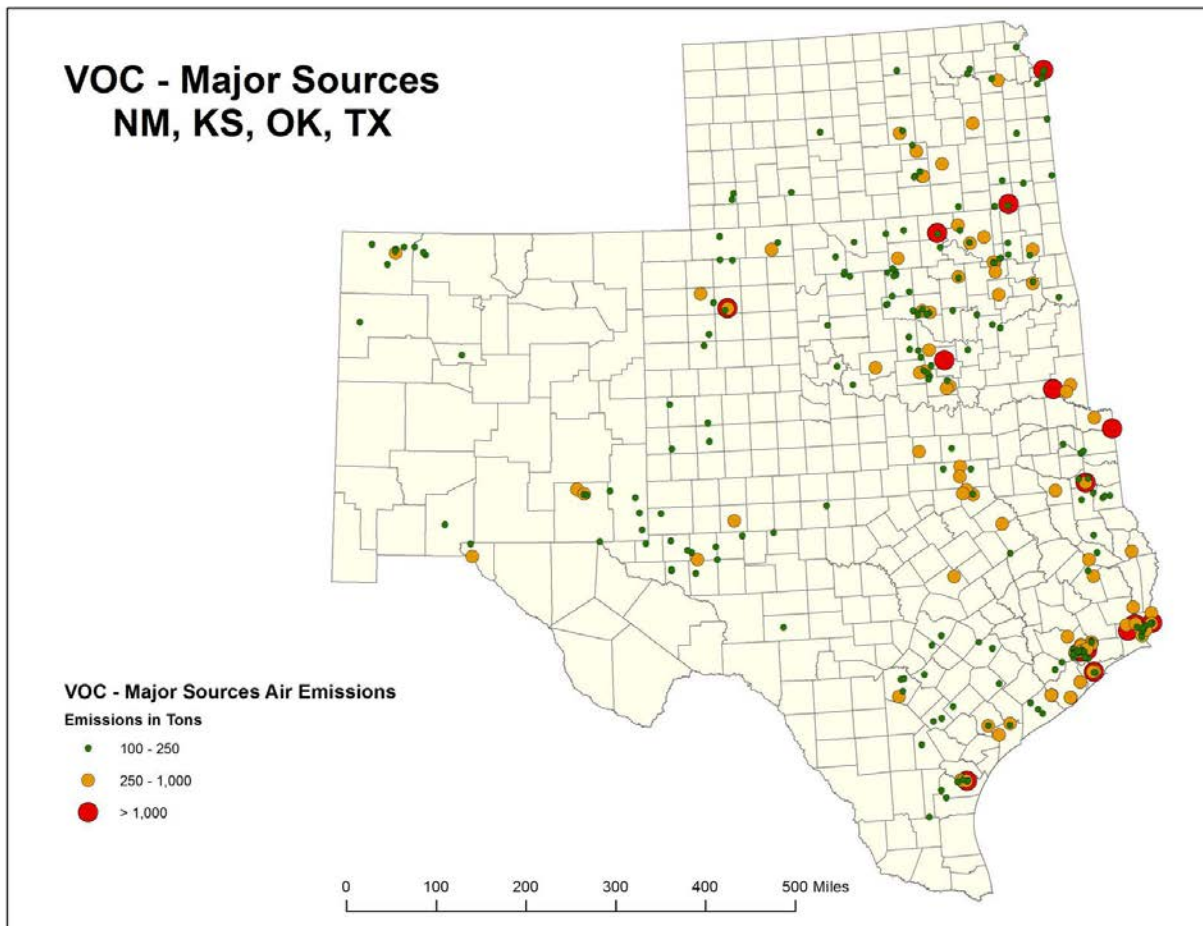 VOC - Major Sources
NM, KS, OK, TX
VOC - Major Sources Air Emissions
Emissions in Tons
100 - 250
250 - 1,000
> 1,000
0 100 200 300 400 500 Miles